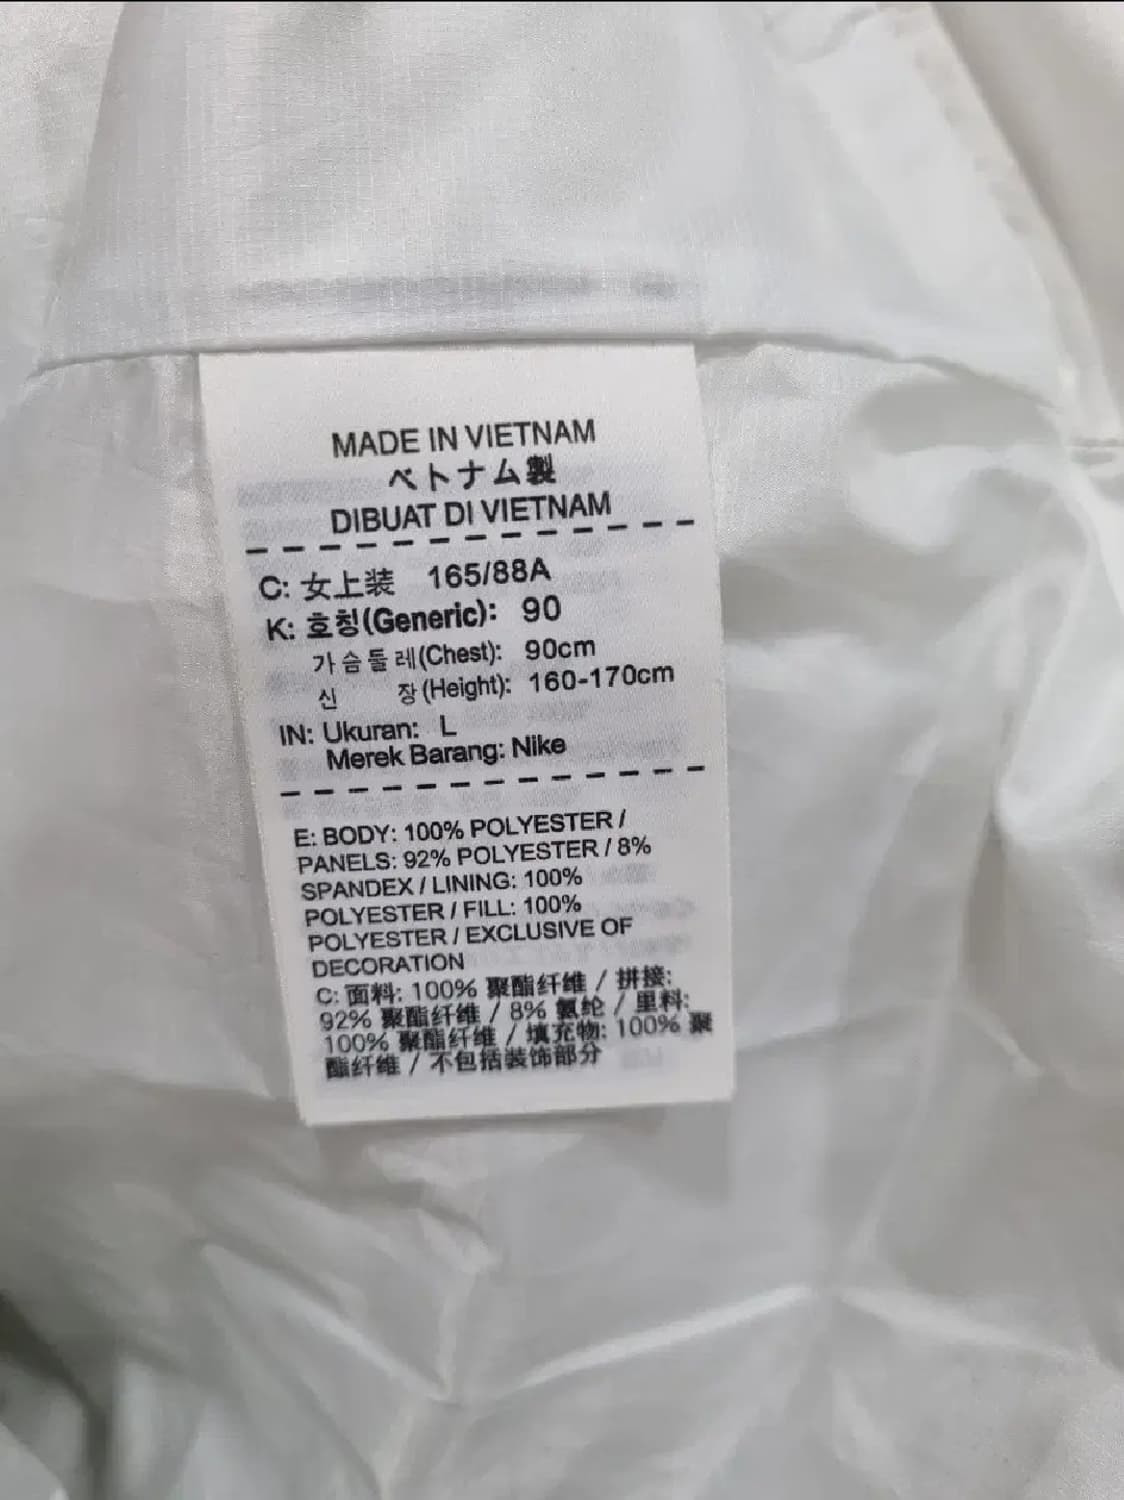 MADE IN VIETNAM
ベトナム製
DIBUAT DI VIETNAM
C: 女上装 165/88A
K: 호칭(Generic): 90
가슴둘레(Chest): 90cm
신 장(Height): 160-170cm
IN: Ukuran: L
Merek Barang: Nike
E: BODY: 100% POLYESTER /
PANELS: 92% POLYESTER / 8%
SPANDEX / LINING: 100%
POLYESTER / FILL: 100%
POLYESTER / EXCLUSIVE OF
DECORATION
C: 面料: 100% 聚酯纤维 / 拼接:
92% 聚酯纤维 / 8% 氨纶 / 里料:
100% 聚酯纤维 / 填充物: 100% 聚
酯纤维 / 不包括装饰部分